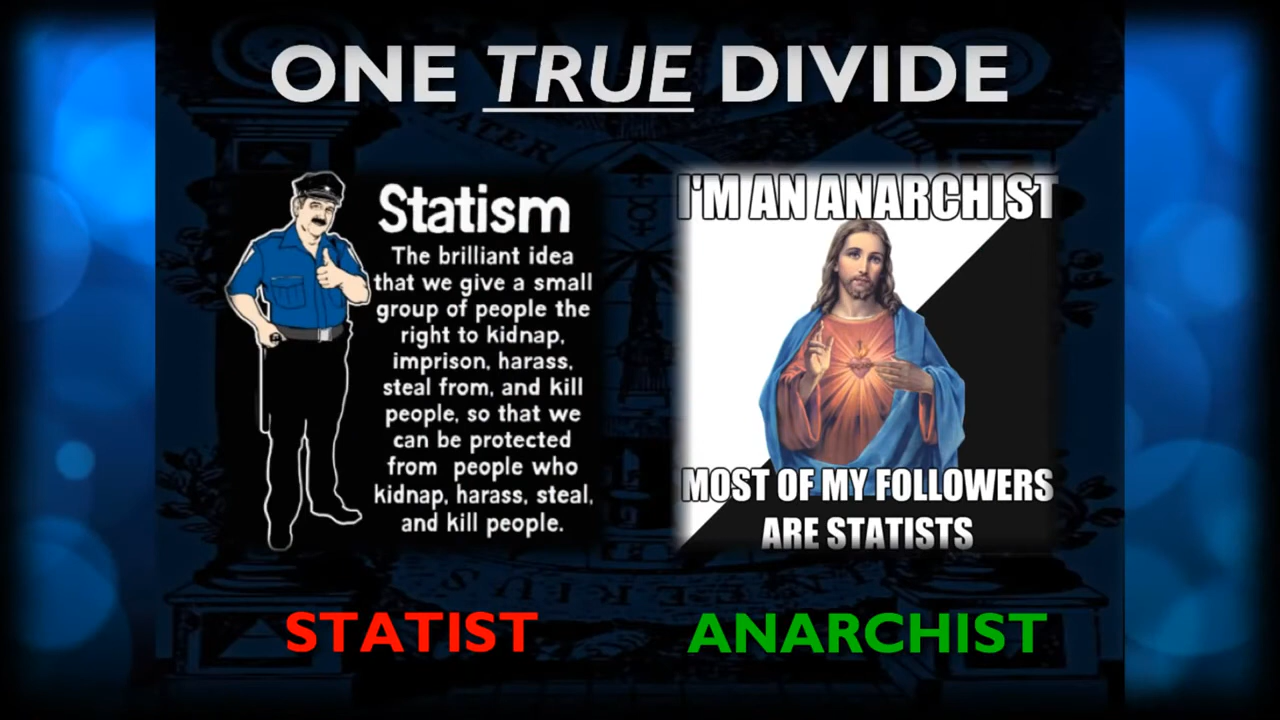 ONE TRUE DIVIDE
Statism
The brilliant idea
that we give a small
group of people the
right to kidnap,
imprison, harass,
steal from, and kill
people, so that we
can be protected
from people who
kidnap, harass, steal,
and kill people.
I'M AN ANARCHIST
MOST OF MY FOLLOWERS
ARE STATISTS
STATIST
ANARCHIST